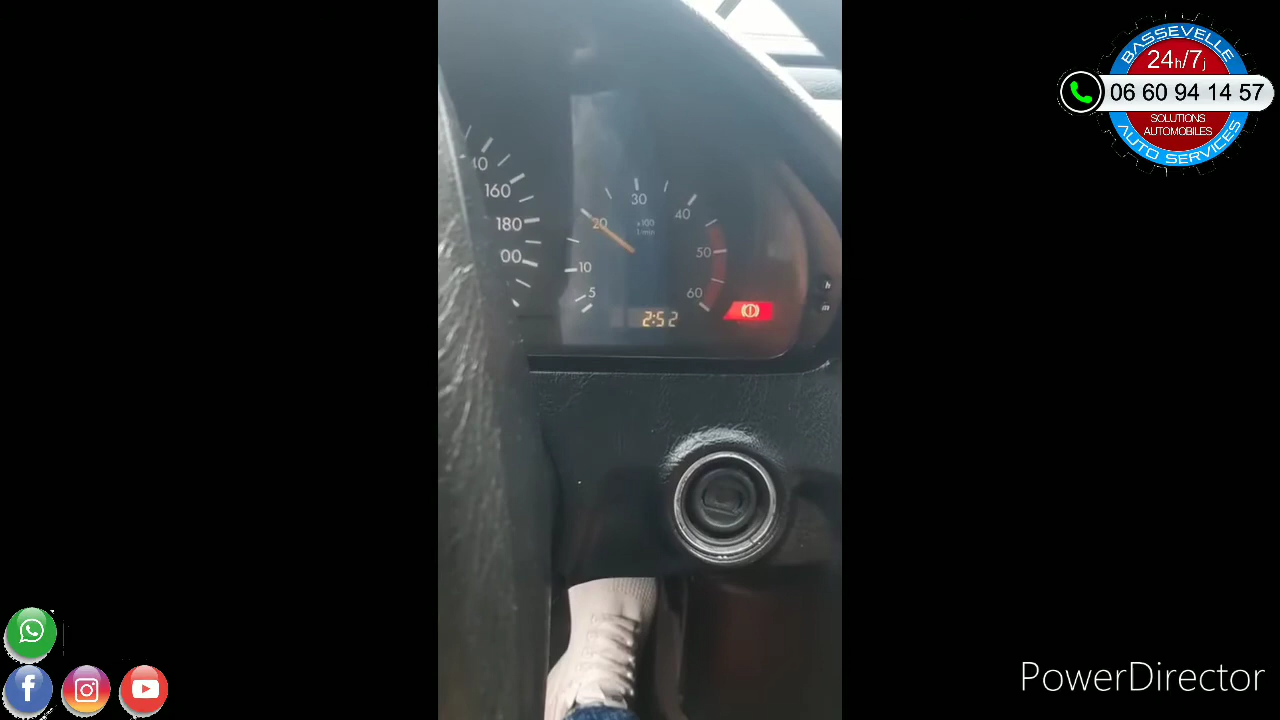 BASSEVELLE
24h/7j
06 60 94 14 57
SOLUTIONS
AUTOMOBILES
AUTO SERVICES
160
180
00
5
10
20
30
40
50
60
x100
1/min
2:52
h
m
PowerDirector